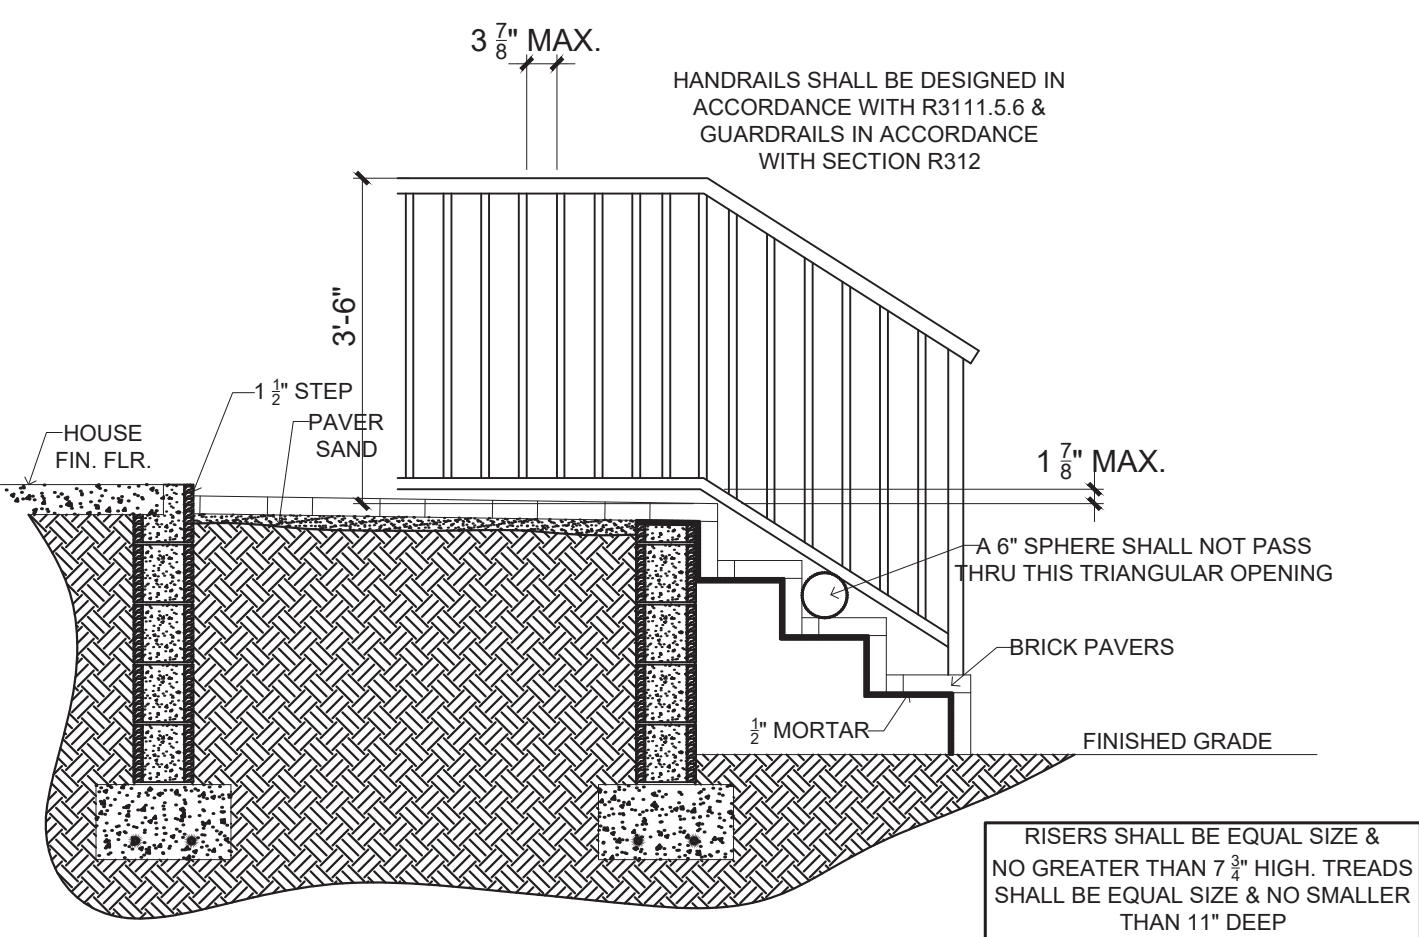 3 7/8" MAX.
HANDRAILS SHALL BE DESIGNED IN
ACCORDANCE WITH R3111.5.6 &
GUARDRAILS IN ACCORDANCE
WITH SECTION R312
3'-6"
1 1/2" STEP
PAVER
SAND
HOUSE
FIN. FLR.
1 7/8" MAX.
A 6" SPHERE SHALL NOT PASS
THRU THIS TRIANGULAR OPENING
BRICK PAVERS
1/2" MORTAR
FINISHED GRADE
RISERS SHALL BE EQUAL SIZE &
NO GREATER THAN 7 3/4" HIGH. TREADS
SHALL BE EQUAL SIZE & NO SMALLER
THAN 11" DEEP